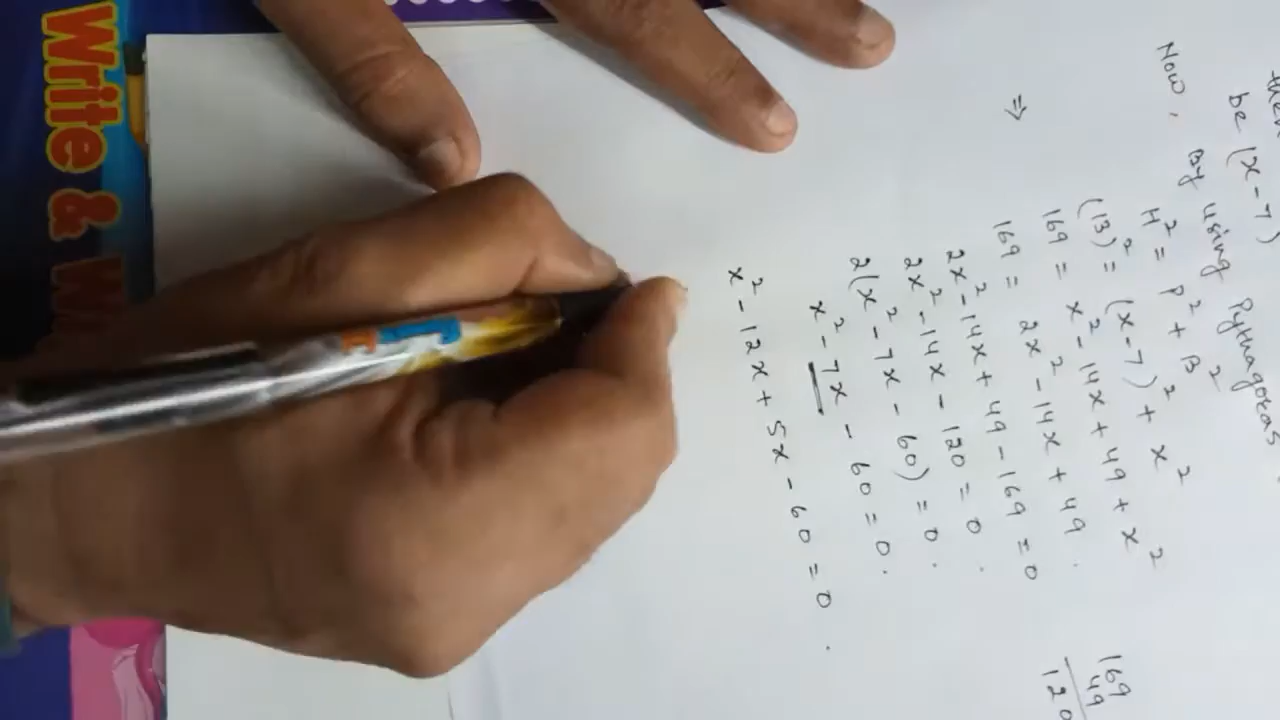 be (x-7)
Now, By using Pythagoras
H² = P² + B²
(13)² = (x-7)² + x²
169 = x² - 14x + 49 + x²
⇒ 169 = 2x² - 14x + 49.
2x² - 14x + 49 - 169 = 0
2x² - 14x - 120 = 0.
2(x² - 7x - 60) = 0.
x² - 7x - 60 = 0.
x² - 12x + 5x - 60 = 0.
169
49
120
Write & W